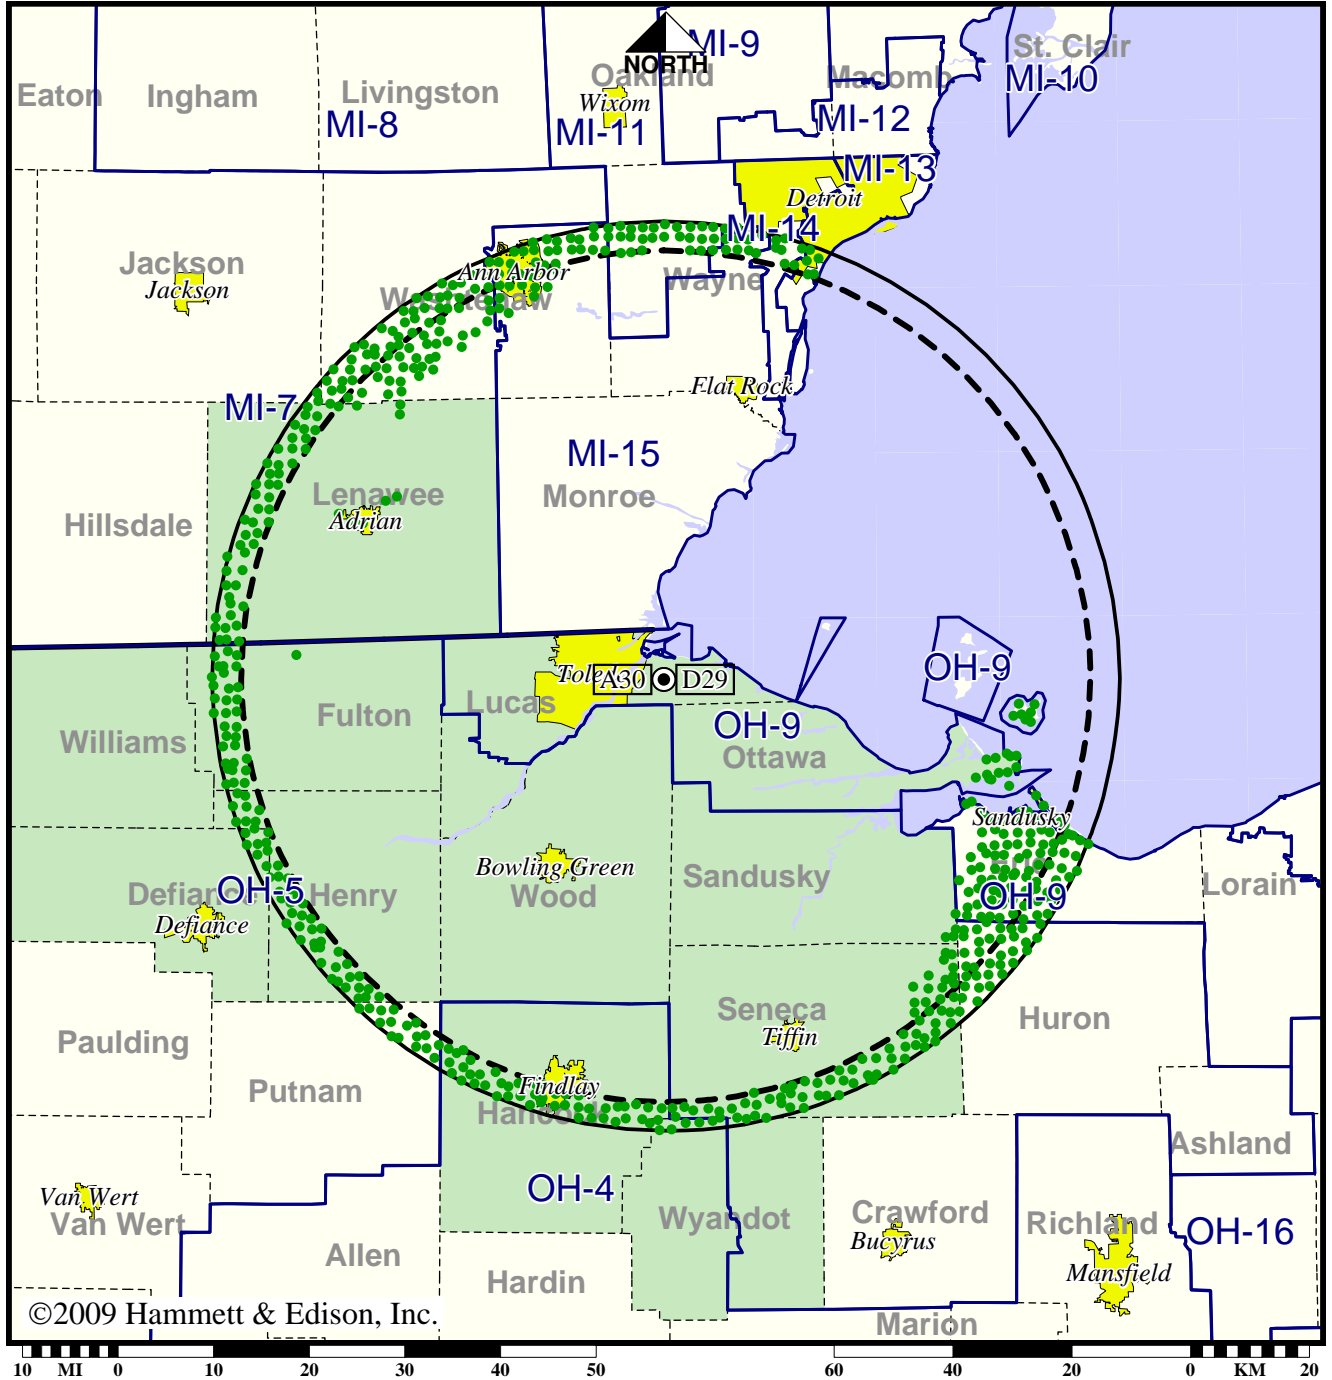 MI-9
NORTH
St. Clair
Oakland
Macomb
MI-10
Eaton
Ingham
Livingston
Wixom
MI-8
MI-11
MI-12
MI-13
Detroit
MI-14
Jackson
Jackson
Ann Arbor
Washtenaw
Wayne
Flat Rock
MI-7
MI-15
Lenawee
Monroe
Adrian
Hillsdale
OH-9
Toledo
A30
D29
Lucas
Fulton
OH-9
Williams
Ottawa
Sandusky
Bowling Green
Erie
Sandusky
Lorain
Defiance
OH-5
Henry
Wood
OH-9
Defiance
Seneca
Huron
Tiffin
Paulding
Putnam
Findlay
Hancock
Ashland
OH-4
Van Wert
Van Wert
Wyandot
Crawford
Richland
OH-16
Bucyrus
Allen
Mansfield
Hardin
©2009 Hammett & Edison, Inc.
Marion
10 MI 0 10 20 30 40 50 60 40 20 0 KM 20